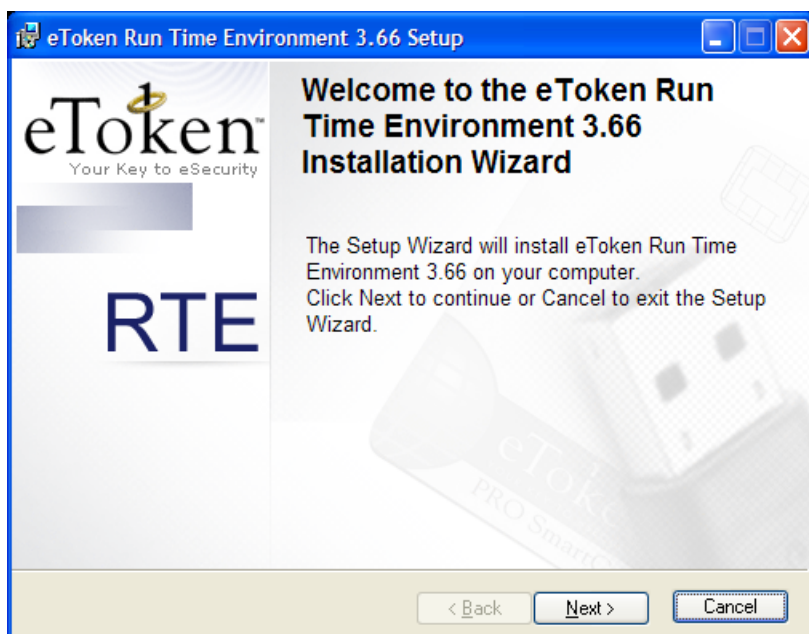 eToken Run Time Environment 3.66 Setup
eToken™
Your Key to eSecurity
RTE
Welcome to the eToken Run
Time Environment 3.66
Installation Wizard
The Setup Wizard will install eToken Run Time
Environment 3.66 on your computer.
Click Next to continue or Cancel to exit the Setup
Wizard.
eToken
PRO SmartC
< Back
Next >
Cancel